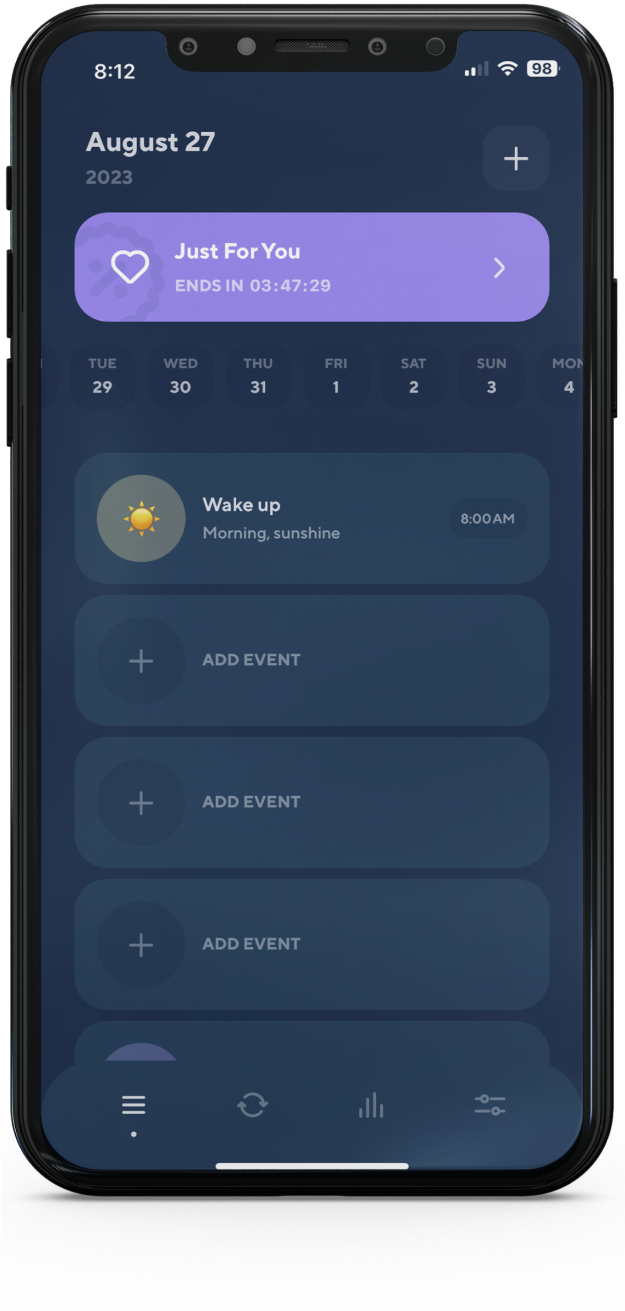 8:12
98
August 27
2023
Just For You
ENDS IN 03:47:29
TUE WED THU FRI SAT SUN MON
29 30 31 1 2 3 4
Wake up
Morning, sunshine
8:00AM
ADD EVENT
ADD EVENT
ADD EVENT